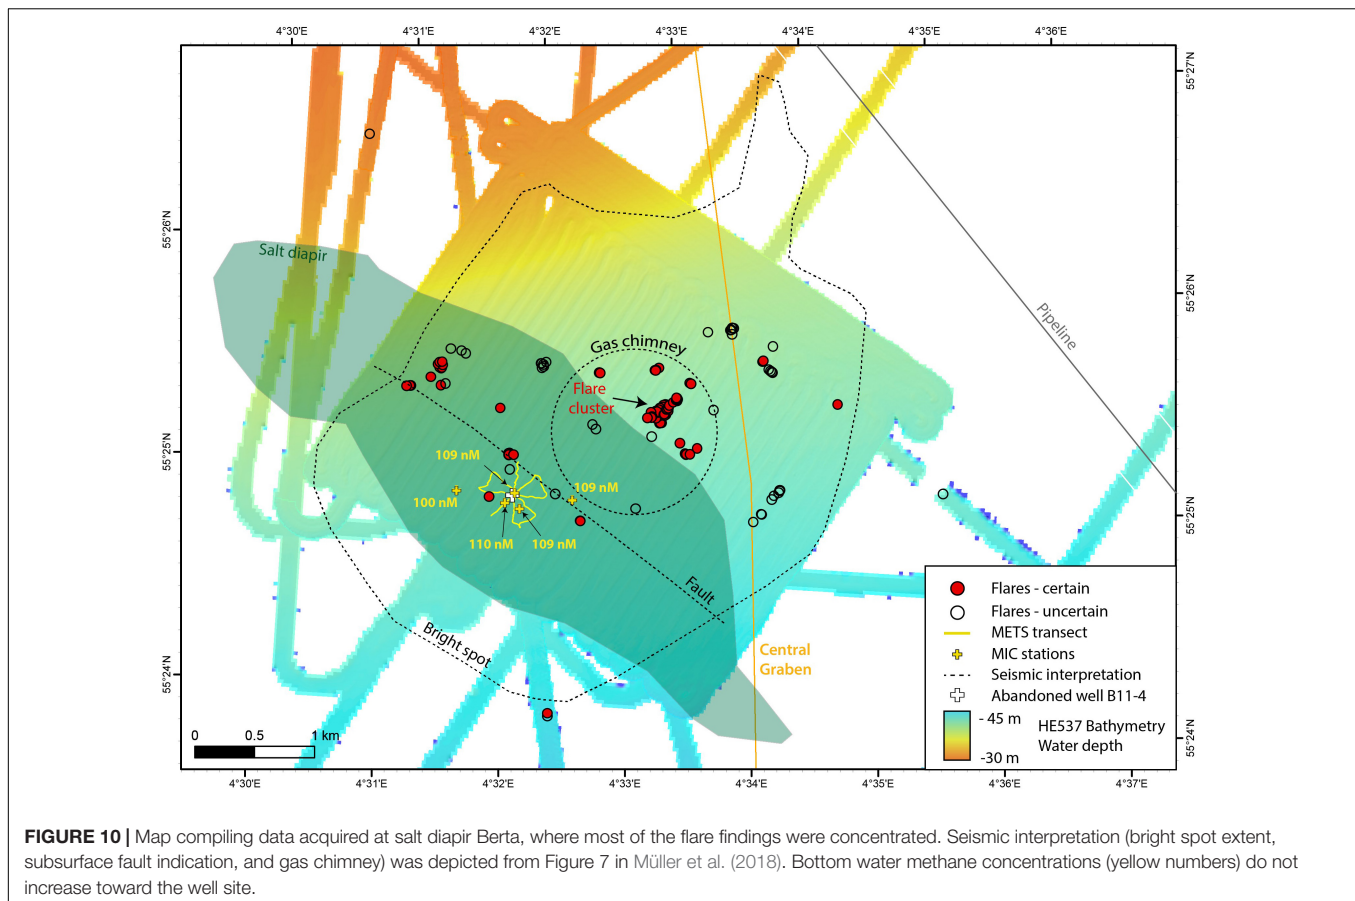 4°30'E 4°31'E 4°32'E 4°33'E 4°34'E 4°35'E 4°36'E
55°27'N
55°26'N
55°26'N
Salt diapir
Pipeline
Gas chimney
Flare
cluster
55°25'N
109 nM
100 nM
109 nM
110 nM
109 nM
55°25'N
Fault
Bright spot
Central
Graben
55°24'N
55°24'N
Flares - certain
Flares - uncertain
METS transect
MIC stations
Seismic interpretation
Abandoned well B11-4
- 45 m
HE537 Bathymetry
Water depth
-30 m
0 0.5 1 km
4°30'E 4°31'E 4°32'E 4°33'E 4°34'E 4°35'E 4°36'E 4°37'E
FIGURE 10 | Map compiling data acquired at salt diapir Berta, where most of the flare findings were concentrated. Seismic interpretation (bright spot extent,
subsurface fault indication, and gas chimney) was depicted from Figure 7 in Müller et al. (2018). Bottom water methane concentrations (yellow numbers) do not
increase toward the well site.